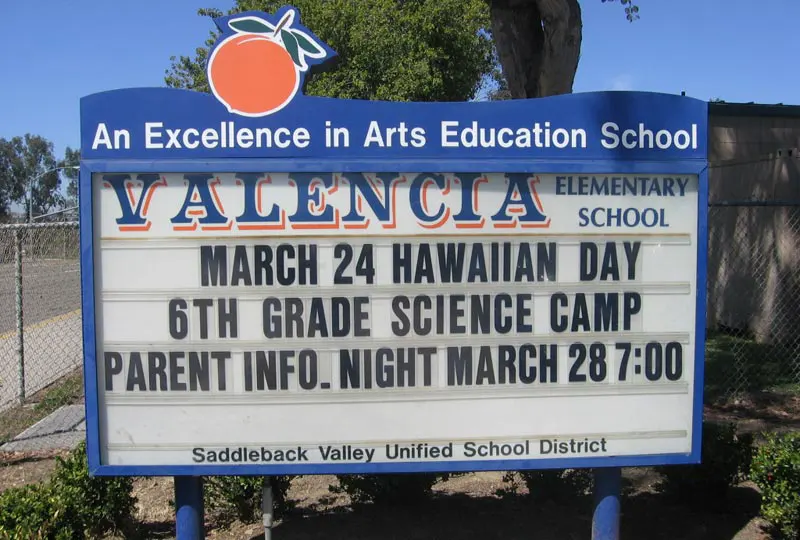 An Excellence in Arts Education School
VALENCIA ELEMENTARY SCHOOL
MARCH 24 HAWAIIAN DAY
6TH GRADE SCIENCE CAMP
PARENT INFO. NIGHT MARCH 28 7:00
Saddleback Valley Unified School District